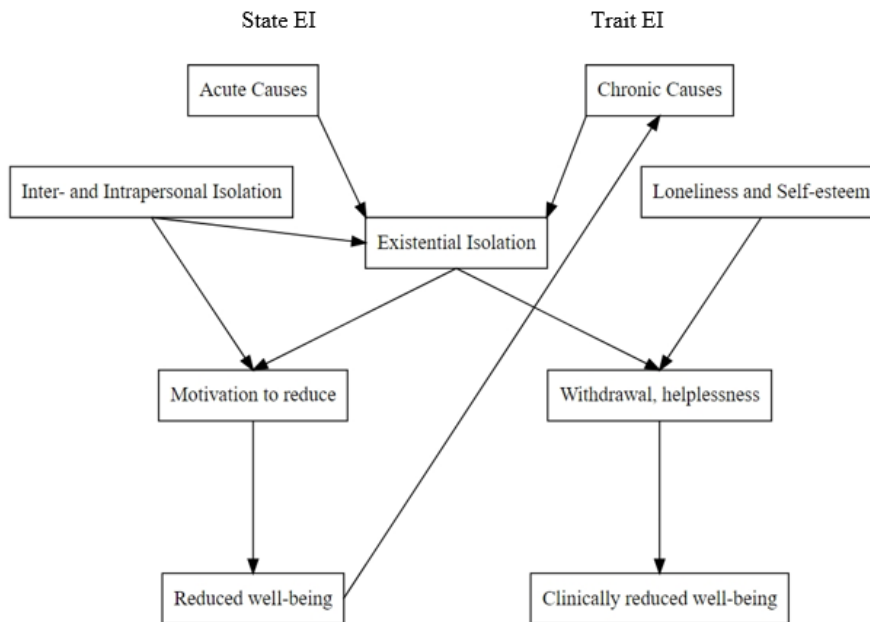 State EI
Trait EI
Acute Causes
Chronic Causes
Inter- and Intrapersonal Isolation
Loneliness and Self-esteem
Existential Isolation
Motivation to reduce
Withdrawal, helplessness
Reduced well-being
Clinically reduced well-being